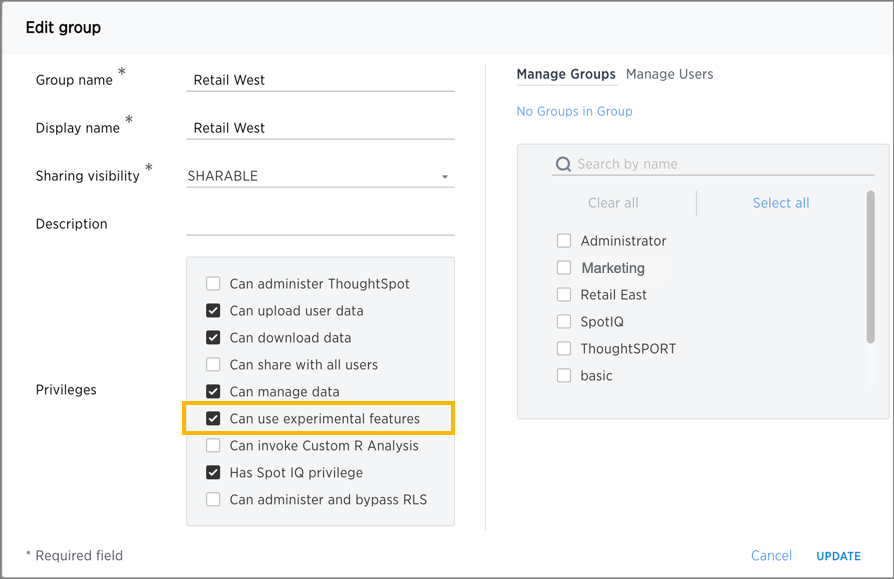 Edit group
Group name *
Retail West
Display name *
Retail West
Sharing visibility *
SHARABLE
Description
Privileges
Can administer ThoughtSpot
Can upload user data
Can download data
Can share with all users
Can manage data
Can use experimental features
Can invoke Custom R Analysis
Has Spot IQ privilege
Can administer and bypass RLS
* Required field
Manage Groups Manage Users
No Groups in Group
Search by name
Clear all Select all
Administrator
Marketing
Retail East
SpotIQ
ThoughtSPORT
basic
Cancel UPDATE